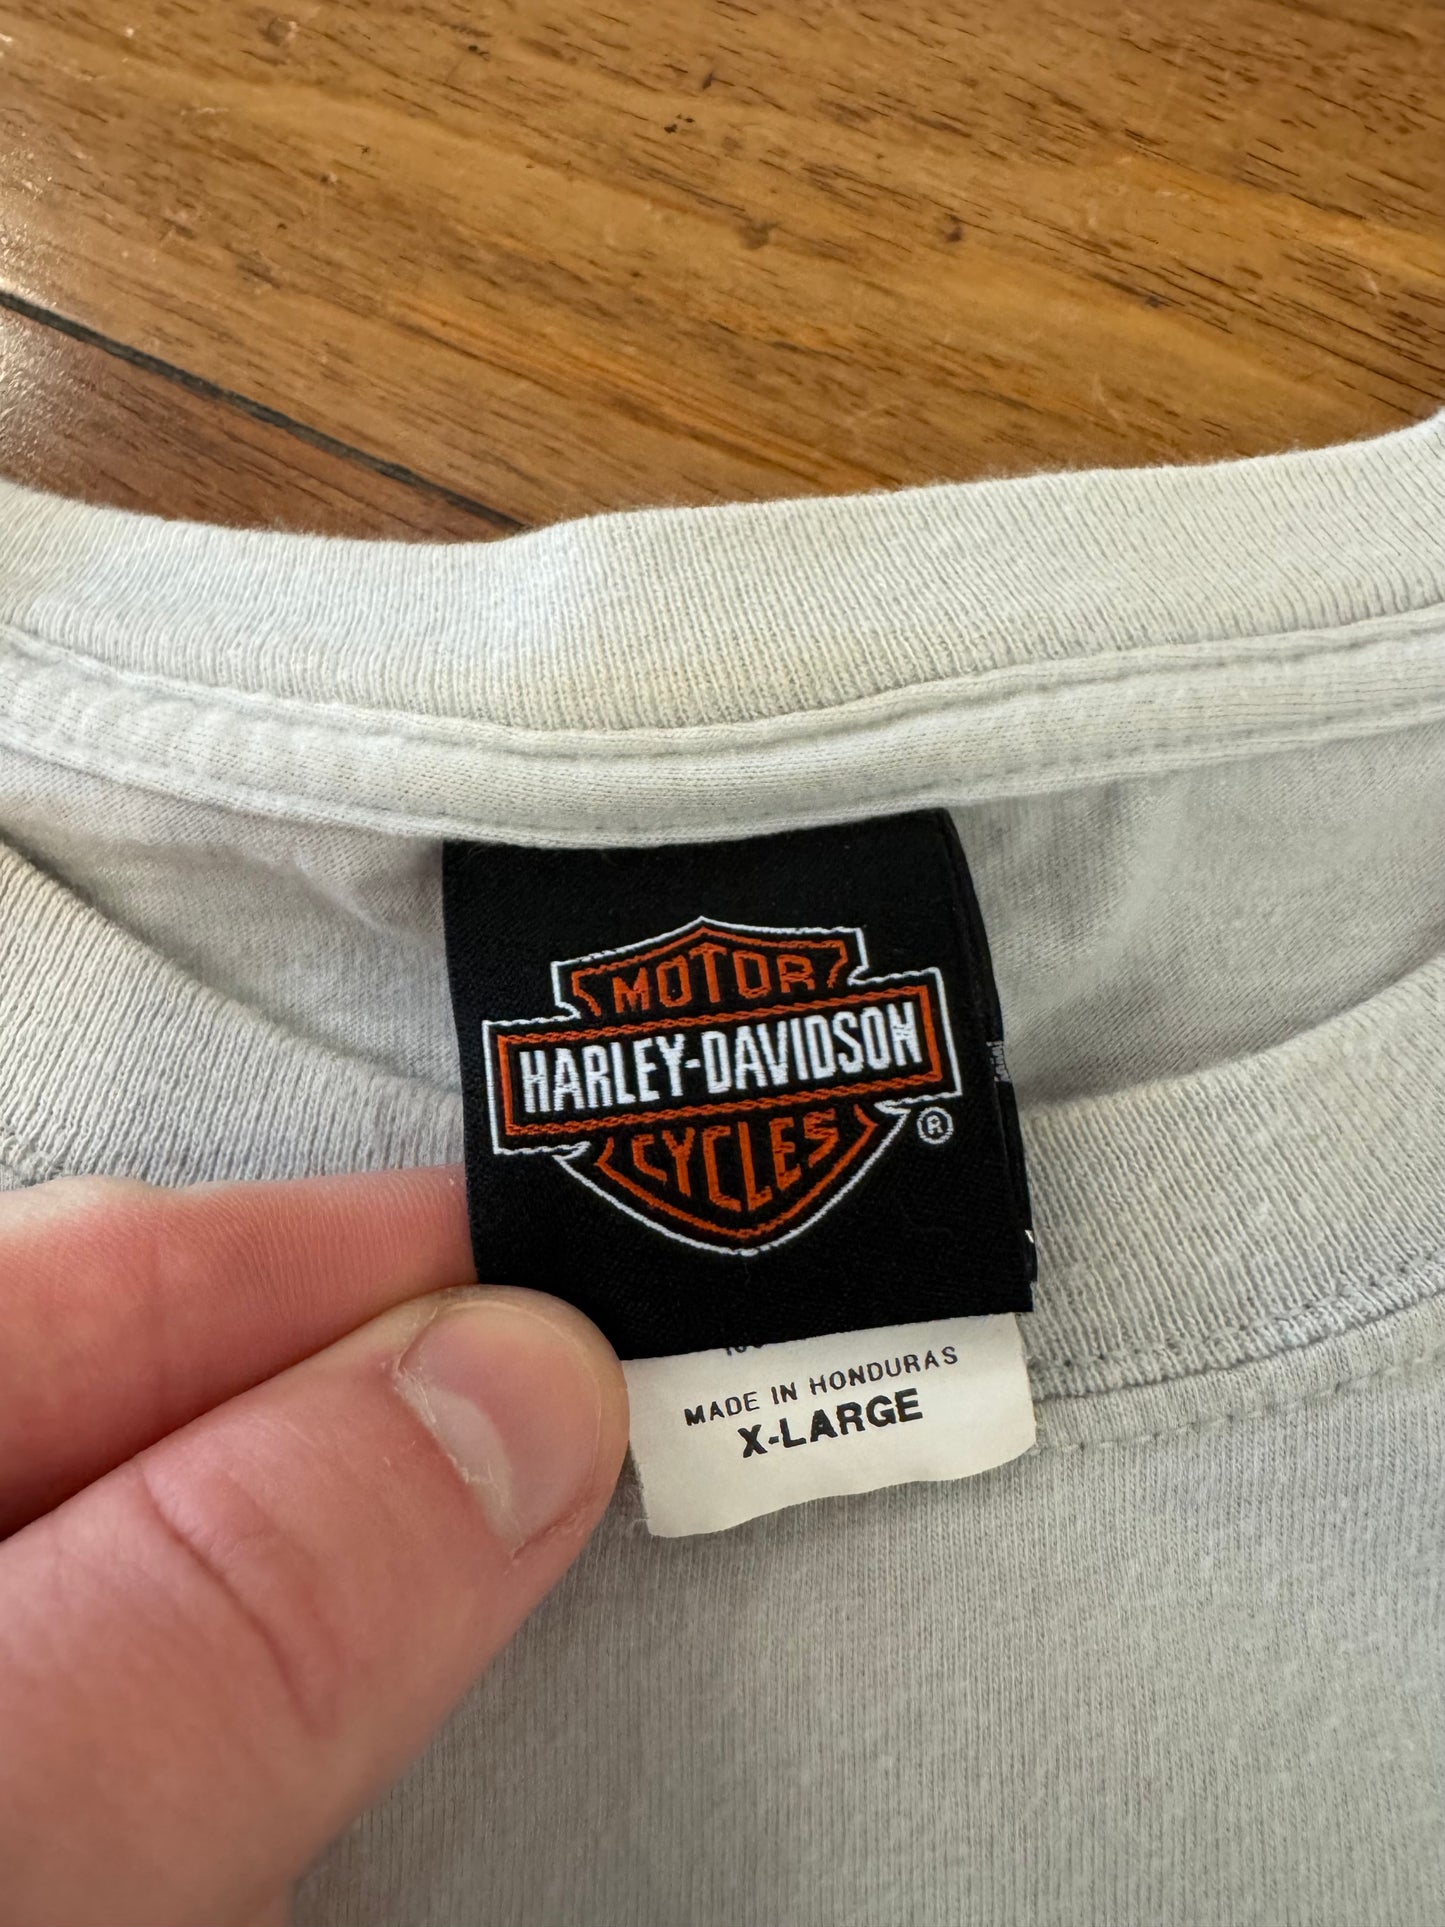 MOTOR
HARLEY-DAVIDSON
CYCLES
®
MADE IN HONDURAS
X-LARGE